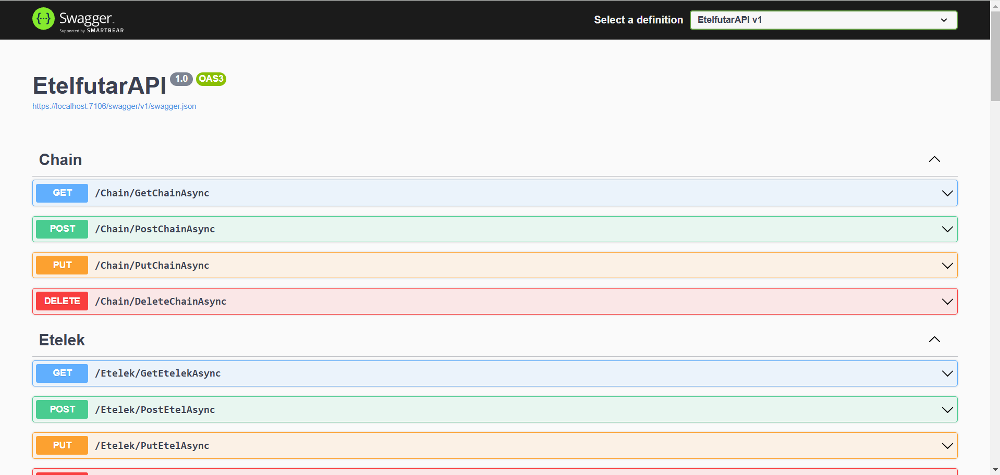 Swagger
Supported by SMARTBEAR
Select a definition
EtelfutarAPI v1
EtelfutarAPI 1.0 OAS3
https://localhost:7106/swagger/v1/swagger.json
Chain
GET /Chain/GetChainAsync
POST /Chain/PostChainAsync
PUT /Chain/PutChainAsync
DELETE /Chain/DeleteChainAsync
Etelek
GET /Etelek/GetEtelekAsync
POST /Etelek/PostEtelAsync
PUT /Etelek/PutEtelAsync